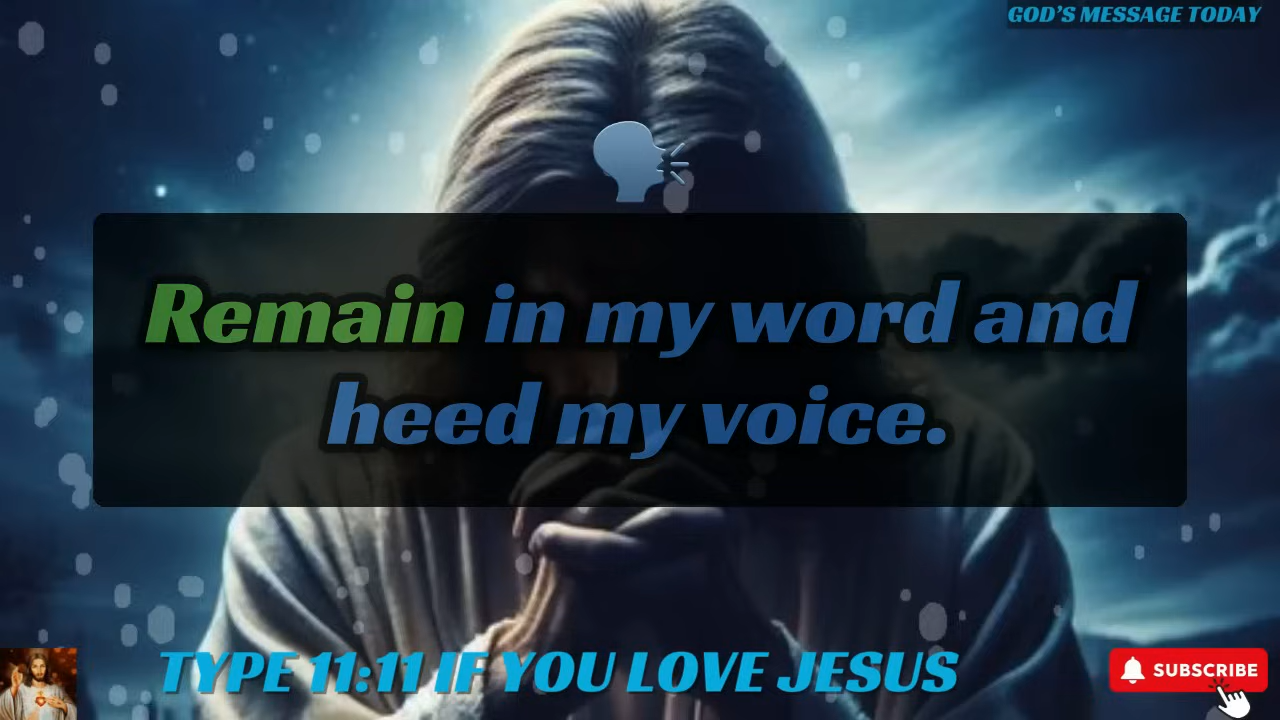 GOD'S MESSAGE TODAY
Remain in my word and
heed my voice.
TYPE 11:11 IF YOU LOVE JESUS
SUBSCRIBE